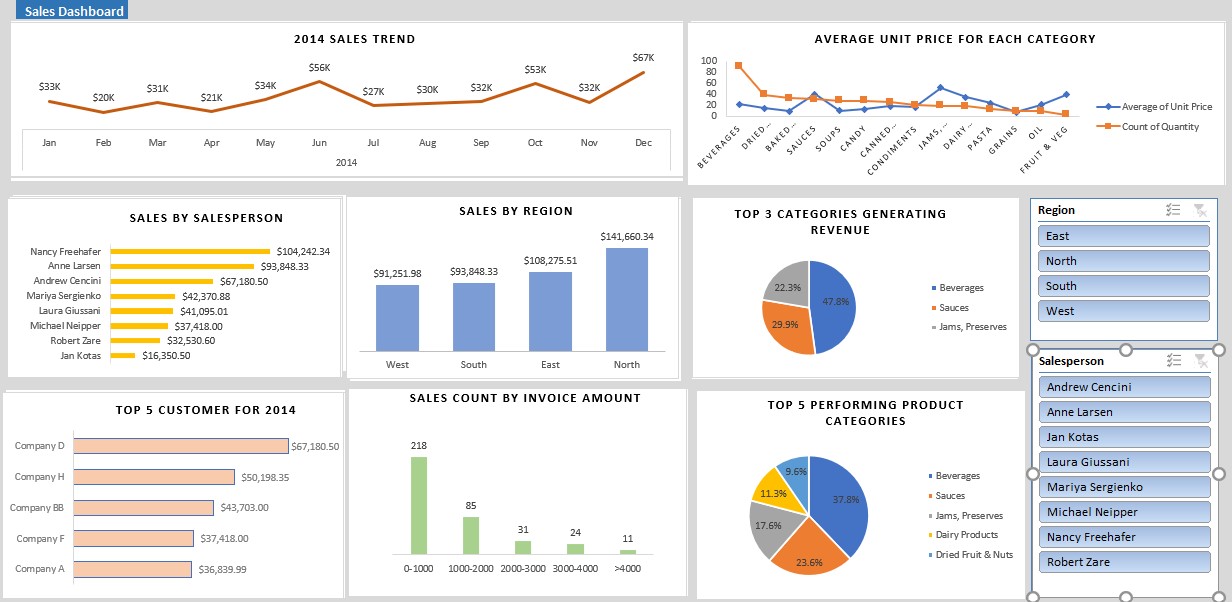 Sales Dashboard
2014 SALES TREND
$33K $20K $31K $21K $34K $56K $27K $30K $32K $53K $32K $67K
Jan Feb Mar Apr May Jun Jul Aug Sep Oct Nov Dec
2014
AVERAGE UNIT PRICE FOR EACH CATEGORY
100
80
60
40
20
0
BEVERAGES DRIED… BAKED… SAUCES SOUPS CANDY CANNED… CONDIMENTS JAMS,… DAIRY… PASTA GRAINS OIL FRUIT & VEG
Average of Unit Price
Count of Quantity
SALES BY SALESPERSON
Nancy Freehafer $104,242.34
Anne Larsen $93,848.33
Andrew Cencini $67,180.50
Mariya Sergienko $42,370.88
Laura Giussani $41,095.01
Michael Neipper $37,418.00
Robert Zare $32,530.60
Jan Kotas $16,350.50
SALES BY REGION
$91,251.98 $93,848.33 $108,275.51 $141,660.34
West South East North
TOP 3 CATEGORIES GENERATING
REVENUE
47.8%
29.9%
22.3%
Beverages
Sauces
Jams, Preserves
Region
East
North
South
West
TOP 5 CUSTOMER FOR 2014
Company D $67,180.50
Company H $50,198.35
Company BB $43,703.00
Company F $37,418.00
Company A $36,839.99
SALES COUNT BY INVOICE AMOUNT
218 85 31 24 11
0-1000 1000-2000 2000-3000 3000-4000 >4000
TOP 5 PERFORMING PRODUCT
CATEGORIES
37.8%
23.6%
17.6%
11.3%
9.6%
Beverages
Sauces
Jams, Preserves
Dairy Products
Dried Fruit & Nuts
Salesperson
Andrew Cencini
Anne Larsen
Jan Kotas
Laura Giussani
Mariya Sergienko
Michael Neipper
Nancy Freehafer
Robert Zare